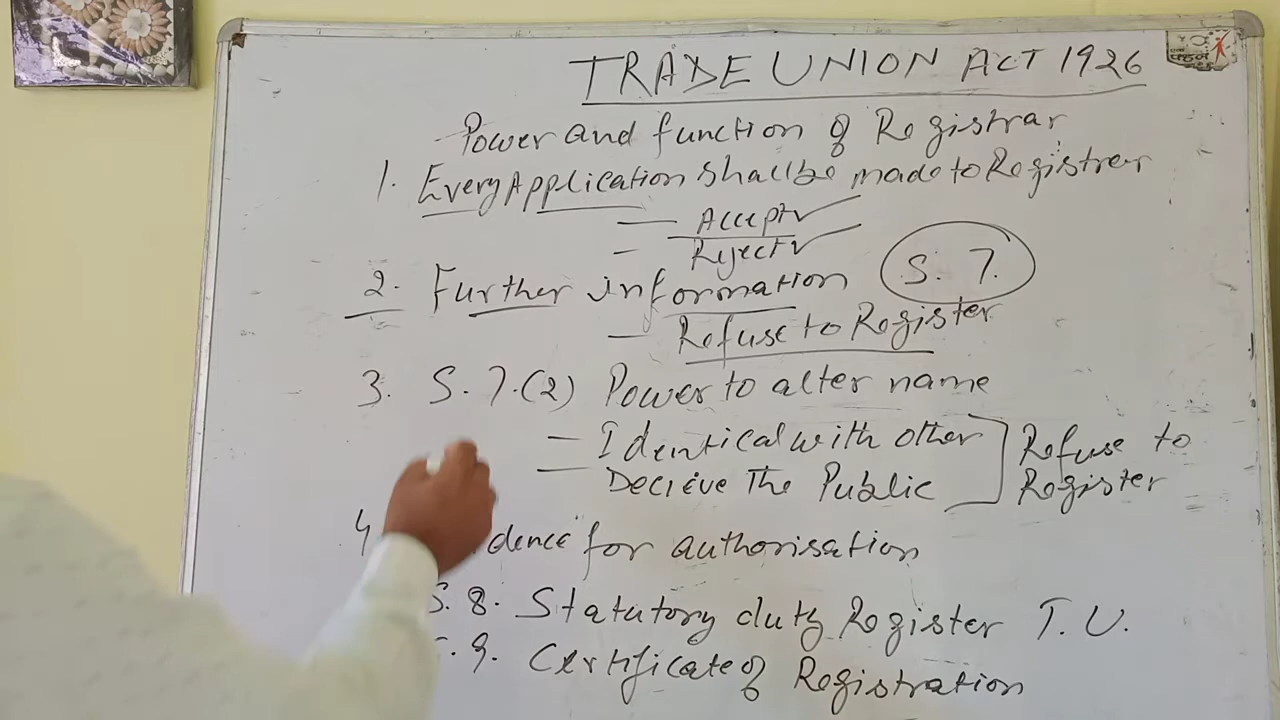 TRADE UNION ACT 1926
Power and function of Registrar
1. Every Application shall be made to Registrer
— Accept
— Reject
2. Further information S. 7.
— Refuse to Register
3. S. 7.(2) Power to alter name
— Identical with other
— Decieve The Public
Refuse to
Register
4. for authorisation
S. 8. Statutory duty Register T. U.
9. Certificate of Registration